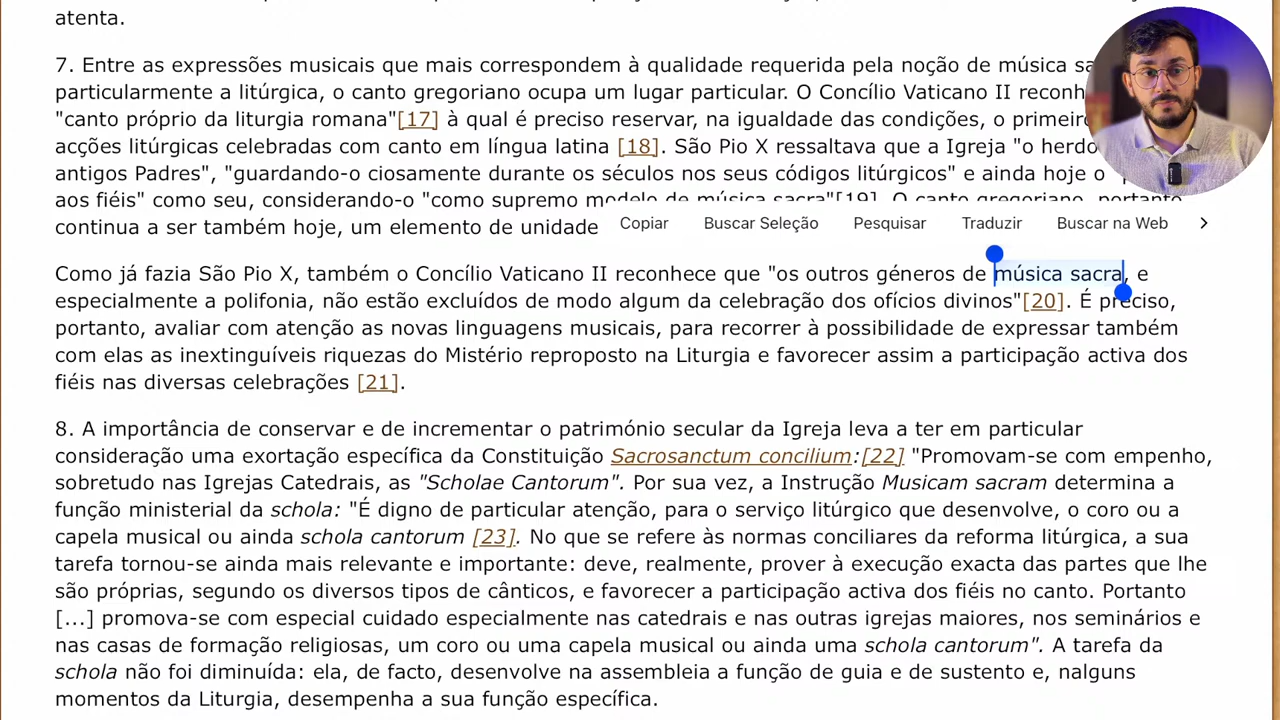 atenta.
7. Entre as expressões musicais que mais correspondem à qualidade requerida pela noção de música
particularmente a litúrgica, o canto gregoriano ocupa um lugar particular. O Concílio Vaticano II
"canto próprio da liturgia romana"[17] à qual é preciso reservar, na igualdade das condições, o
acções litúrgicas celebradas com canto em língua latina [18]. São Pio X ressaltava que a Igreja "o
antigos Padres", "guardando-o ciosamente durante os séculos nos seus códigos litúrgicos" e ainda hoje o
aos fiéis" como seu, considerando-o "como supremo modelo de música sacra"[19]. O canto gregoriano, portanto
continua a ser também hoje, um elemento de unidade
Copiar Buscar Seleção Pesquisar Traduzir Buscar na Web >
Como já fazia São Pio X, também o Concílio Vaticano II reconhece que "os outros géneros de música sacra, e
especialmente a polifonia, não estão excluídos de modo algum da celebração dos ofícios divinos"[20]. É preciso,
portanto, avaliar com atenção as novas linguagens musicais, para recorrer à possibilidade de expressar também
com elas as inextinguíveis riquezas do Mistério reproposto na Liturgia e favorecer assim a participação activa dos
fiéis nas diversas celebrações [21].
8. A importância de conservar e de incrementar o património secular da Igreja leva a ter em particular
consideração uma exortação específica da Constituição Sacrosanctum concilium:[22] "Promovam-se com empenho,
sobretudo nas Igrejas Catedrais, as "Scholae Cantorum". Por sua vez, a Instrução Musicam sacram determina a
função ministerial da schola: "É digno de particular atenção, para o serviço litúrgico que desenvolve, o coro ou a
capela musical ou ainda schola cantorum [23]. No que se refere às normas conciliares da reforma litúrgica, a sua
tarefa tornou-se ainda mais relevante e importante: deve, realmente, prover à execução exacta das partes que lhe
são próprias, segundo os diversos tipos de cânticos, e favorecer a participação activa dos fiéis no canto. Portanto
[...] promova-se com especial cuidado especialmente nas catedrais e nas outras igrejas maiores, nos seminários e
nas casas de formação religiosas, um coro ou uma capela musical ou ainda uma schola cantorum". A tarefa da
schola não foi diminuída: ela, de facto, desenvolve na assembleia a função de guia e de sustento e, nalguns
momentos da Liturgia, desempenha a sua função específica.